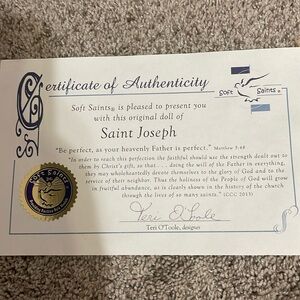 Certificate of Authenticity
Soft Saints®
Soft Saints® is pleased to present you
with this original doll of
Saint Joseph
"Be perfect, as your heavenly Father is perfect." Matthew 5:48
"In order to reach this perfection the faithful should use the strength dealt out to
them by Christ's gift, so that . . . doing the will of the Father in everything,
they may wholeheartedly devote themselves to the glory of God and to the
service of their neighbor. Thus the holiness of the People of God will grow
in fruitful abundance, as is clearly shown in the history of the church
through the lives of so many saints." (CCC 2013)
Soft Saints
Teri O'Toole
Teri O'Toole, designer